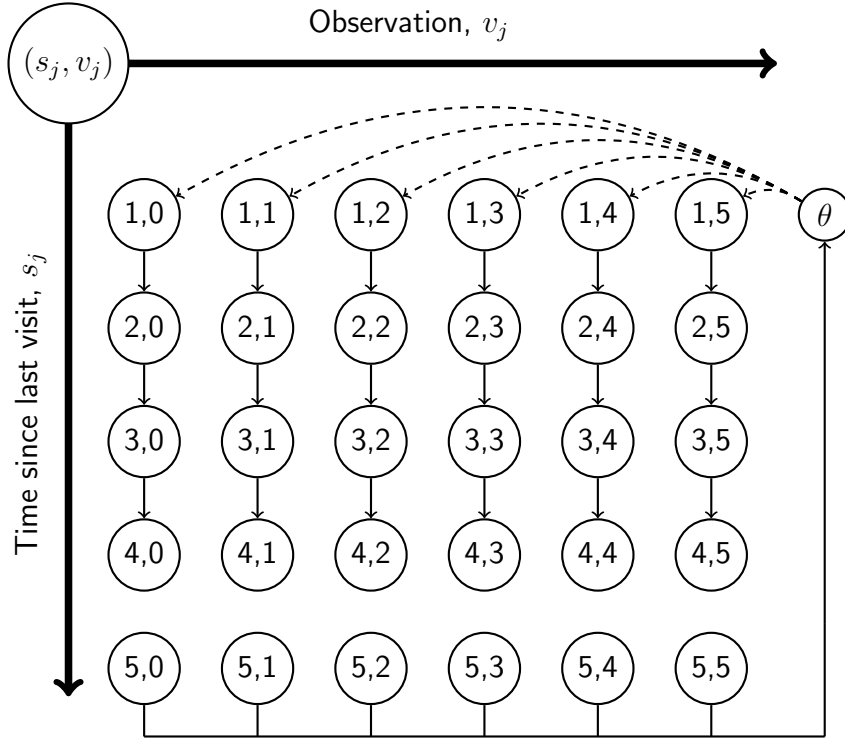 Observation, v_j
(s_j, v_j)
1,0 1,1 1,2 1,3 1,4 1,5 θ
2,0 2,1 2,2 2,3 2,4 2,5
3,0 3,1 3,2 3,3 3,4 3,5
4,0 4,1 4,2 4,3 4,4 4,5
5,0 5,1 5,2 5,3 5,4 5,5
Time since last visit, s_j